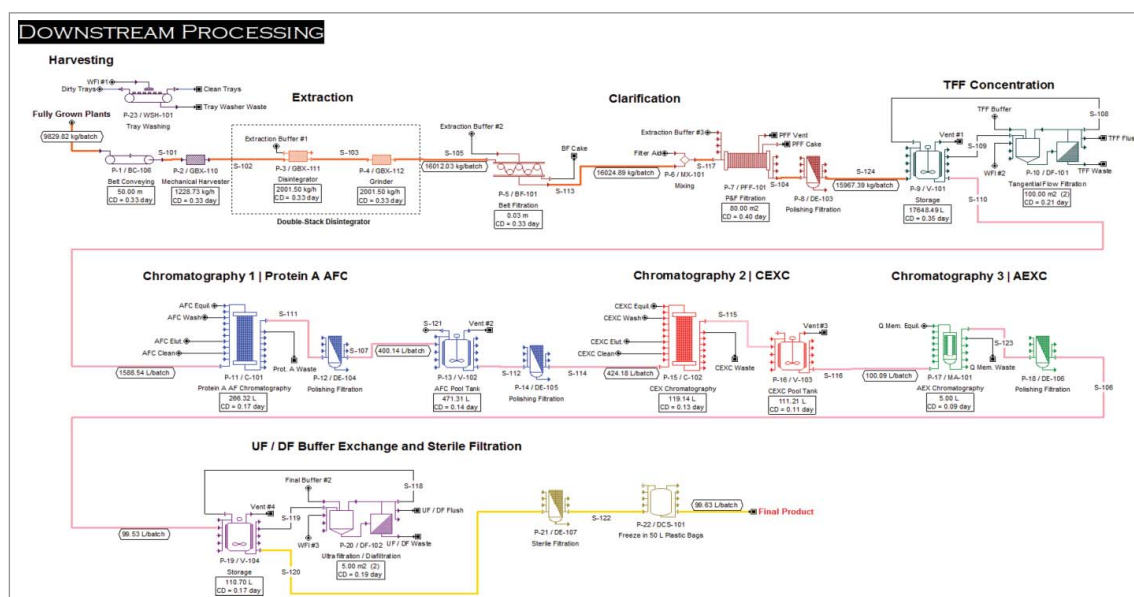 DOWNSTREAM PROCESSING
Harvesting
WFI #1
Dirty Trays
Clean Trays
Tray Washer Waste
P-23 / WSH-101
Tray Washing
Fully Grown Plants
9829.82 kg/batch
S-101
P-1 / BC-106
Belt Conveying
50.00 m
CD = 0.33 day
P-2 / GBX-110
Mechanical Harvester
1228.73 kg/h
CD = 0.33 day
S-102
Extraction
Extraction Buffer #1
S-103
P-3 / GBX-111
Disintegrator
2001.50 kg/h
CD = 0.33 day
P-4 / GBX-112
Grinder
2001.50 kg/h
CD = 0.33 day
Double-Stack Disintegrator
S-105
16012.03 kg/batch
Clarification
Extraction Buffer #2
BF Cake
P-5 / BF-101
Belt Filtration
0.03 m
CD = 0.33 day
S-113
16024.89 kg/batch
Extraction Buffer #3
Filter Aid
P-6 / MX-101
Mixing
S-117
PFF Vent
PFF Cake
P-7 / PFF-101
P&F Filtration
80.00 m2
CD = 0.40 day
S-104
P-8 / DE-103
Polishing Filtration
S-124
15967.39 kg/batch
TFF Concentration
TFF Buffer
S-108
Vent #1
S-109
TFF Flush
WFI #2
TFF Waste
P-9 / V-101
Storage
17648.49 L
CD = 0.35 day
P-10 / DF-101
Tangential Flow Filtration
100.00 m2 (2)
CD = 0.21 day
S-110
Chromatography 1 | Protein A AFC
AFC Equil
AFC Wash
AFC Elut
AFC Clean
S-111
Prot. A Waste
1588.54 L/batch
P-11 / C-101
Protein A AF Chromatography
266.32 L
CD = 0.17 day
P-12 / DE-104
Polishing Filtration
S-107
400.14 L/batch
S-121
Vent #2
P-13 / V-102
AFC Pool Tank
471.31 L
CD = 0.14 day
S-112
P-14 / DE-105
Polishing Filtration
S-114
Chromatography 2 | CEXC
CEXC Equil
CEXC Wash
CEXC Elut
CEXC Clean
S-115
CEXC Waste
424.18 L/batch
P-15 / C-102
CEX Chromatography
119.14 L
CD = 0.13 day
Vent #3
P-16 / V-103
CEXC Pool Tank
111.21 L
CD = 0.11 day
S-116
100.09 L/batch
Chromatography 3 | AEXC
Q Mem. Equil.
S-123
Q Mem. Waste
P-17 / MA-101
AEX Chromatography
5.00 L
CD = 0.09 day
P-18 / DE-106
Polishing Filtration
S-106
UF / DF Buffer Exchange and Sterile Filtration
Final Buffer #2
S-118
Vent #4
S-119
UF / DF Flush
WFI #3
UF / DF Waste
99.53 L/batch
P-19 / V-104
Storage
110.70 L
CD = 0.17 day
S-120
P-20 / DF-102
Ultra filtration / Diafiltration
5.00 m2 (2)
CD = 0.19 day
P-21 / DE-107
Sterile Filtration
S-122
P-22 / DCS-101
Freeze in 50 L Plastic Bags
99.63 L/batch
Final Product